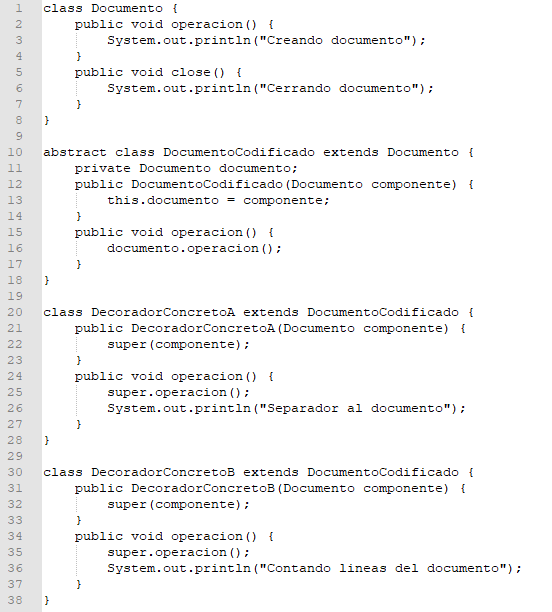 1 class Documento {
2     public void operacion() {
3         System.out.println("Creando documento");
4     }
5     public void close() {
6         System.out.println("Cerrando documento");
7     }
8 }
9
10 abstract class DocumentoCodificado extends Documento {
11     private Documento documento;
12     public DocumentoCodificado(Documento componente) {
13         this.documento = componente;
14     }
15     public void operacion() {
16         documento.operacion();
17     }
18 }
19
20 class DecoradorConcretoA extends DocumentoCodificado {
21     public DecoradorConcretoA(Documento componente) {
22         super(componente);
23     }
24     public void operacion() {
25         super.operacion();
26         System.out.println("Separador al documento");
27     }
28 }
29
30 class DecoradorConcretoB extends DocumentoCodificado {
31     public DecoradorConcretoB(Documento componente) {
32         super(componente);
33     }
34     public void operacion() {
35         super.operacion();
36         System.out.println("Contando lineas del documento");
37     }
38 }